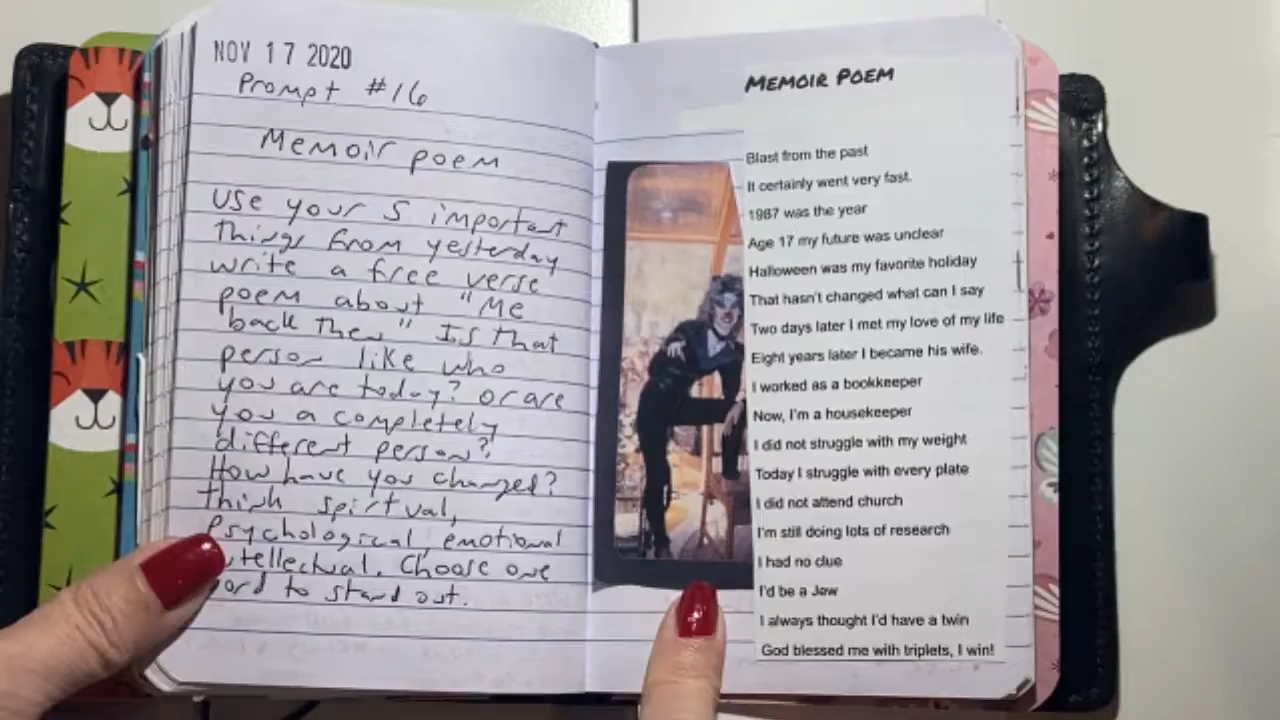 NOV 17 2020
Prompt #16
Memoir poem
Use your 5 important
things from yesterday
write a free verse
poem about "Me
back then" Is that
person like who
you are today? or are
you a completely
different person?
How have you changed?
think spirtval,
Psychological, emotional
ntellectual. Choose one
word to stand out.
MEMOIR POEM
Blast from the past
It certainly went very fast.
1987 was the year
Age 17 my future was unclear
Halloween was my favorite holiday
That hasn't changed what can I say
Two days later I met my love of my life
Eight years later I became his wife.
I worked as a bookkeeper
Now, I'm a housekeeper
I did not struggle with my weight
Today I struggle with every plate
I did not attend church
I'm still doing lots of research
I had no clue
I'd be a Jew
I always thought I'd have a twin
God blessed me with triplets, I win!